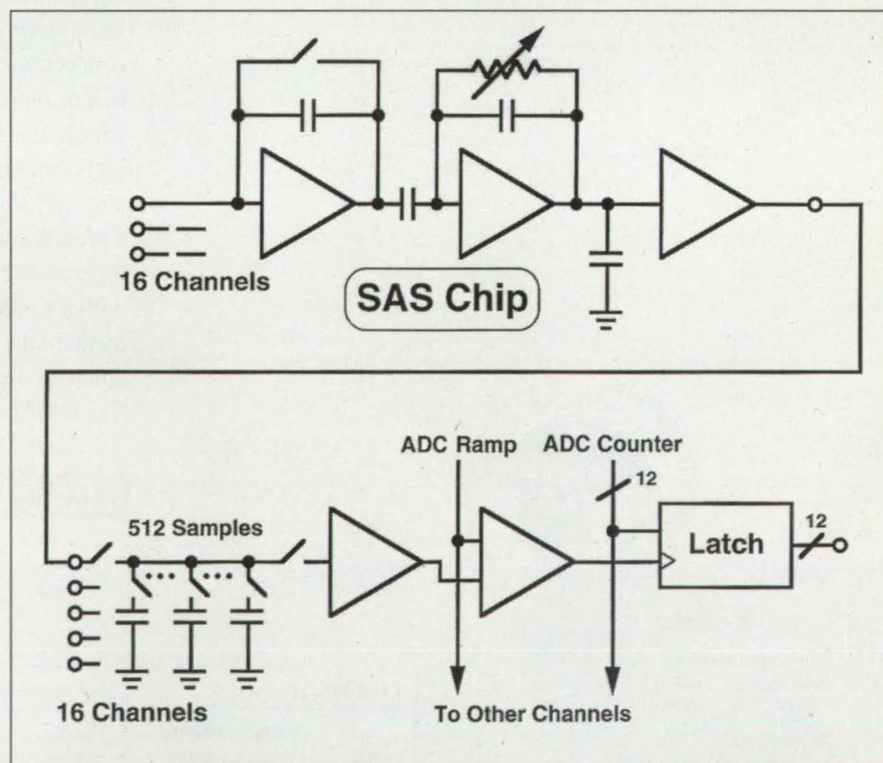 16 Channels
SAS Chip
ADC Ramp
ADC Counter
12
512 Samples
Latch
12
16 Channels
To Other Channels